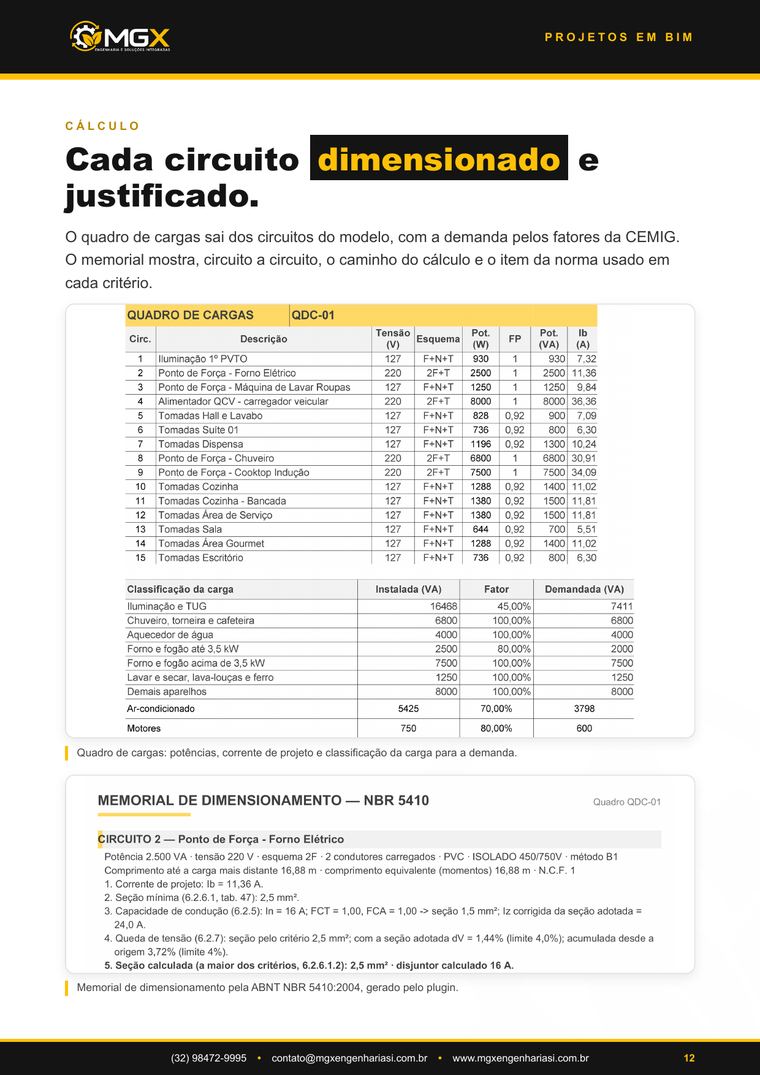 MGX
ENGENHARIA E SOLUÇÕES INTEGRADAS
PROJETOS EM BIM
CÁLCULO
Cada circuito dimensionado e
justificado.
O quadro de cargas sai dos circuitos do modelo, com a demanda pelos fatores da CEMIG.
O memorial mostra, circuito a circuito, o caminho do cálculo e o item da norma usado em
cada critério.
QUADRO DE CARGAS QDC-01
Circ. Descrição Tensão (V) Esquema Pot. (W) FP Pot. (VA) Ib (A)
1 Iluminação 1º PVTO 127 F+N+T 930 1 930 7,32
2 Ponto de Força - Forno Elétrico 220 2F+T 2500 1 2500 11,36
3 Ponto de Força - Máquina de Lavar Roupas 127 F+N+T 1250 1 1250 9,84
4 Alimentador QCV - carregador veicular 220 2F+T 8000 1 8000 36,36
5 Tomadas Hall e Lavabo 127 F+N+T 828 0,92 900 7,09
6 Tomadas Suíte 01 127 F+N+T 736 0,92 800 6,30
7 Tomadas Dispensa 127 F+N+T 1196 0,92 1300 10,24
8 Ponto de Força - Chuveiro 220 2F+T 6800 1 6800 30,91
9 Ponto de Força - Cooktop Indução 220 2F+T 7500 1 7500 34,09
10 Tomadas Cozinha 127 F+N+T 1288 0,92 1400 11,02
11 Tomadas Cozinha - Bancada 127 F+N+T 1380 0,92 1500 11,81
12 Tomadas Área de Serviço 127 F+N+T 1380 0,92 1500 11,81
13 Tomadas Sala 127 F+N+T 644 0,92 700 5,51
14 Tomadas Área Gourmet 127 F+N+T 1288 0,92 1400 11,02
15 Tomadas Escritório 127 F+N+T 736 0,92 800 6,30
Classificação da carga Instalada (VA) Fator Demandada (VA)
Iluminação e TUG 16468 45,00% 7411
Chuveiro, torneira e cafeteira 6800 100,00% 6800
Aquecedor de água 4000 100,00% 4000
Forno e fogão até 3,5 kW 2500 80,00% 2000
Forno e fogão acima de 3,5 kW 7500 100,00% 7500
Lavar e secar, lava-louças e ferro 1250 100,00% 1250
Demais aparelhos 8000 100,00% 8000
Ar-condicionado 5425 70,00% 3798
Motores 750 80,00% 600
Quadro de cargas: potências, corrente de projeto e classificação da carga para a demanda.
MEMORIAL DE DIMENSIONAMENTO — NBR 5410 Quadro QDC-01
CIRCUITO 2 — Ponto de Força - Forno Elétrico
Potência 2.500 VA · tensão 220 V · esquema 2F · 2 condutores carregados · PVC · ISOLADO 450/750V · método B1
Comprimento até a carga mais distante 16,88 m · comprimento equivalente (momentos) 16,88 m · N.C.F. 1
1. Corrente de projeto: Ib = 11,36 A.
2. Seção mínima (6.2.6.1, tab. 47): 2,5 mm².
3. Capacidade de condução (6.2.5): In = 16 A; FCT = 1,00, FCA = 1,00 -> seção 1,5 mm²; Iz corrigida da seção adotada =
24,0 A.
4. Queda de tensão (6.2.7): seção pelo critério 2,5 mm²; com a seção adotada dV = 1,44% (limite 4,0%); acumulada desde a
origem 3,72% (limite 4%).
5. Seção calculada (a maior dos critérios, 6.2.6.1.2): 2,5 mm² · disjuntor calculado 16 A.
Memorial de dimensionamento pela ABNT NBR 5410:2004, gerado pelo plugin.
(32) 98472-9995 • contato@mgxengenhariasi.com.br • www.mgxengenhariasi.com.br 12